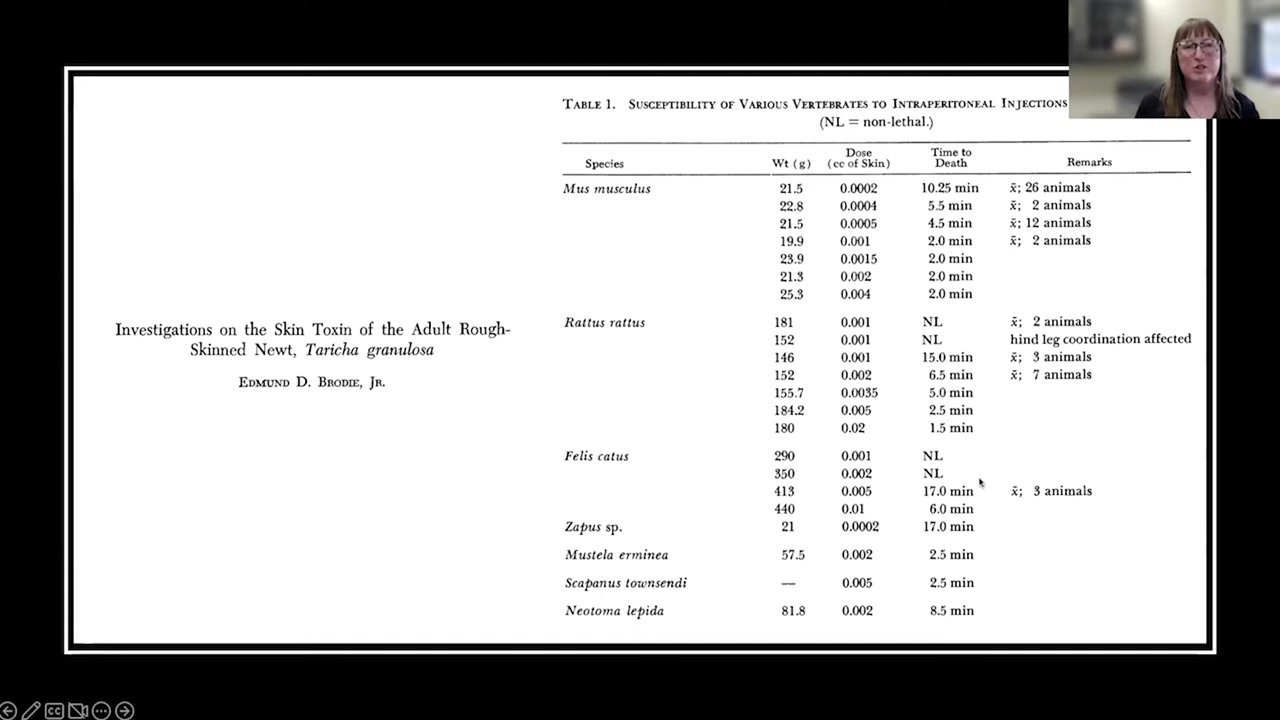 Investigations on the Skin Toxin of the Adult Rough-
Skinned Newt, Taricha granulosa
Edmund D. Brodie, Jr.
Table 1. Susceptibility of Various Vertebrates to Intraperitoneal Injections
(NL = non-lethal.)
Species Wt (g) Dose (cc of Skin) Time to Death Remarks
Mus musculus 21.5 0.0002 10.25 min x̄; 26 animals
22.8 0.0004 5.5 min x̄; 2 animals
21.5 0.0005 4.5 min x̄; 12 animals
19.9 0.001 2.0 min x̄; 2 animals
23.9 0.0015 2.0 min
21.3 0.002 2.0 min
25.3 0.004 2.0 min
Rattus rattus 181 0.001 NL x̄; 2 animals
152 0.001 NL hind leg coordination affected
146 0.001 15.0 min x̄; 3 animals
152 0.002 6.5 min x̄; 7 animals
155.7 0.0035 5.0 min
184.2 0.005 2.5 min
180 0.02 1.5 min
Felis catus 290 0.001 NL
350 0.002 NL
413 0.005 17.0 min x̄; 3 animals
440 0.01 6.0 min
Zapus sp. 21 0.0002 17.0 min
Mustela erminea 57.5 0.002 2.5 min
Scapanus townsendi — 0.005 2.5 min
Neotoma lepida 81.8 0.002 8.5 min
CC